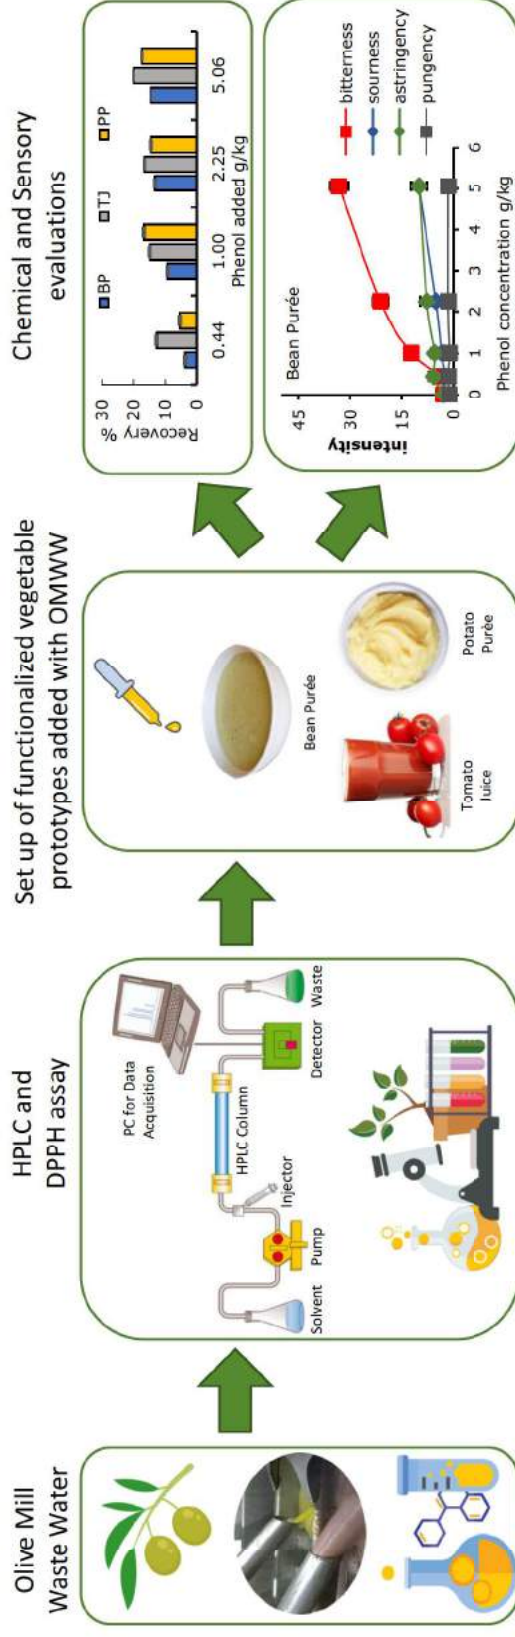 Olive Mill
Waste Water
HPLC and
DPPH assay
PC for Data
Acquisition
HPLC Column
Injector
Solvent
Pump
Detector
Waste
Set up of functionalized vegetable
prototypes added with OMWW
Bean Purée
Tomato
Juice
Potato
Purèe
Chemical and Sensory
evaluations
BP
TJ
PP
Recovery %
30
20
10
0
0.44
1.00
2.25
5.06
Phenol added g/kg
Bean Purée
intensity
45
30
15
0
0
1
2
3
4
5
6
Phenol concentration g/kg
bitterness
sourness
astringency
pungency